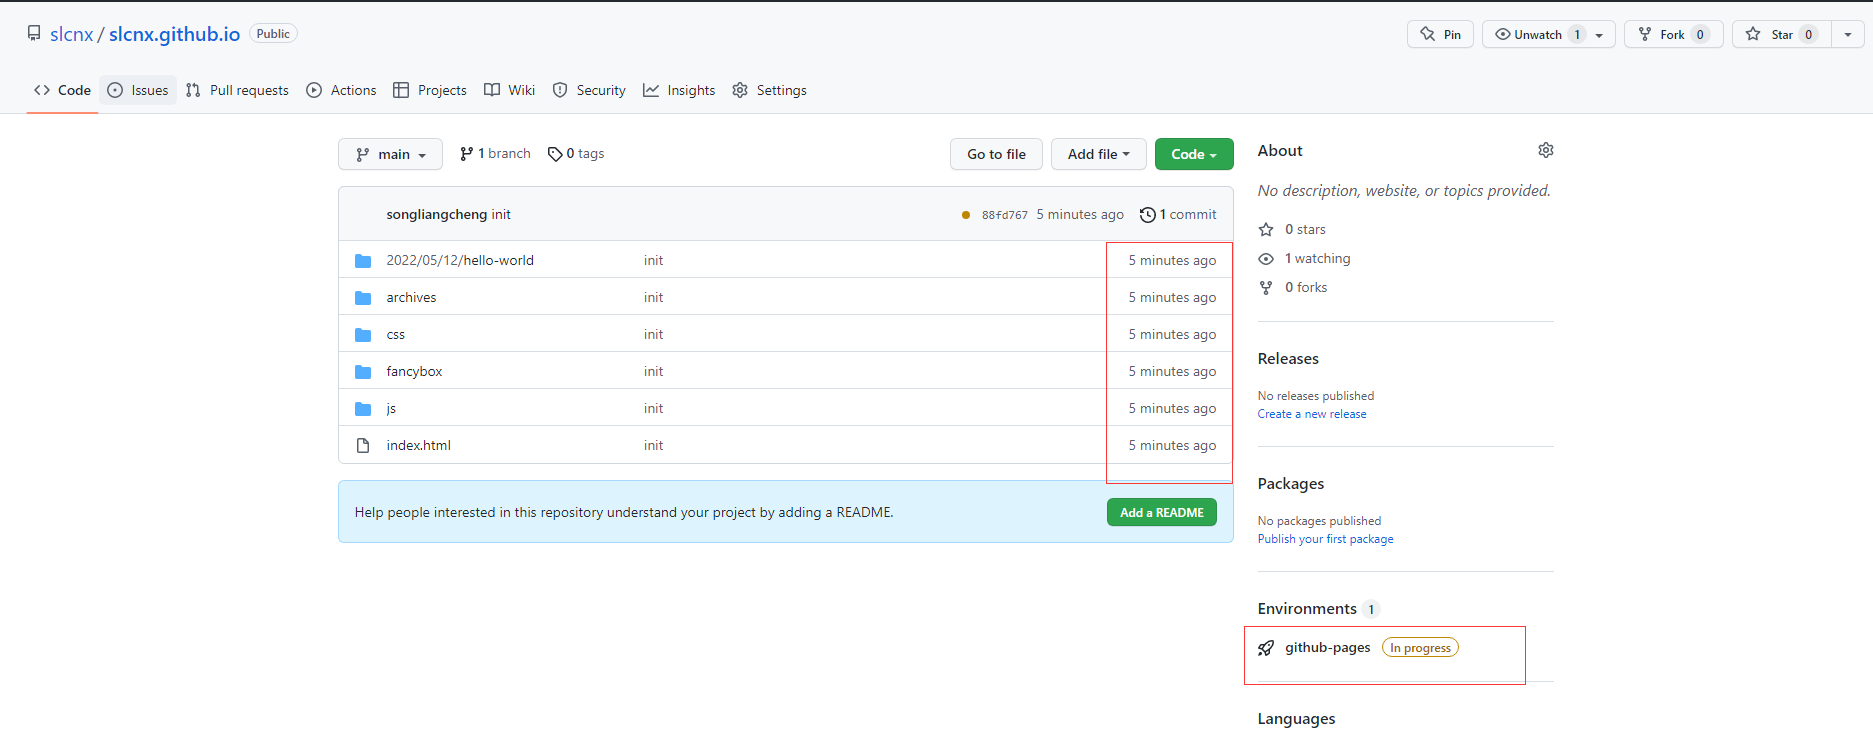 slcnx / slcnx.github.io Public
Pin Unwatch 1 Fork 0 Star 0
Code Issues Pull requests Actions Projects Wiki Security Insights Settings
main 1 branch 0 tags Go to file Add file Code
songliangcheng init 88fd767 5 minutes ago 1 commit
2022/05/12/hello-world init 5 minutes ago
archives init 5 minutes ago
css init 5 minutes ago
fancybox init 5 minutes ago
js init 5 minutes ago
index.html init 5 minutes ago
Help people interested in this repository understand your project by adding a README. Add a README
About
No description, website, or topics provided.
0 stars
1 watching
0 forks
Releases
No releases published
Create a new release
Packages
No packages published
Publish your first package
Environments 1
github-pages In progress
Languages